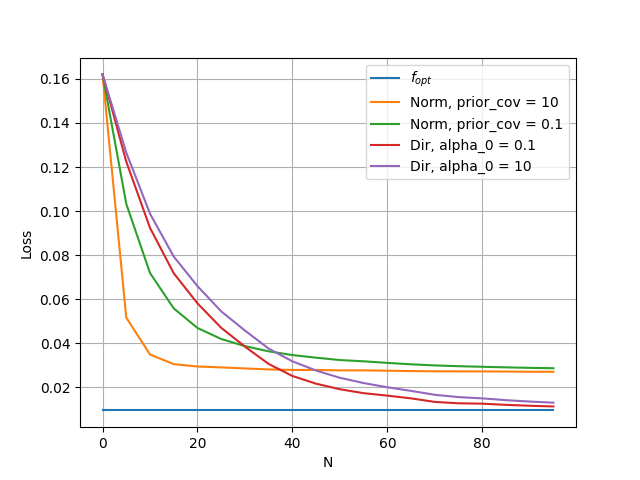 0.16
0.14
0.12
0.10
0.08
0.06
0.04
0.02
Loss
0
20
40
60
80
N
f_opt
Norm, prior_cov = 10
Norm, prior_cov = 0.1
Dir, alpha_0 = 0.1
Dir, alpha_0 = 10